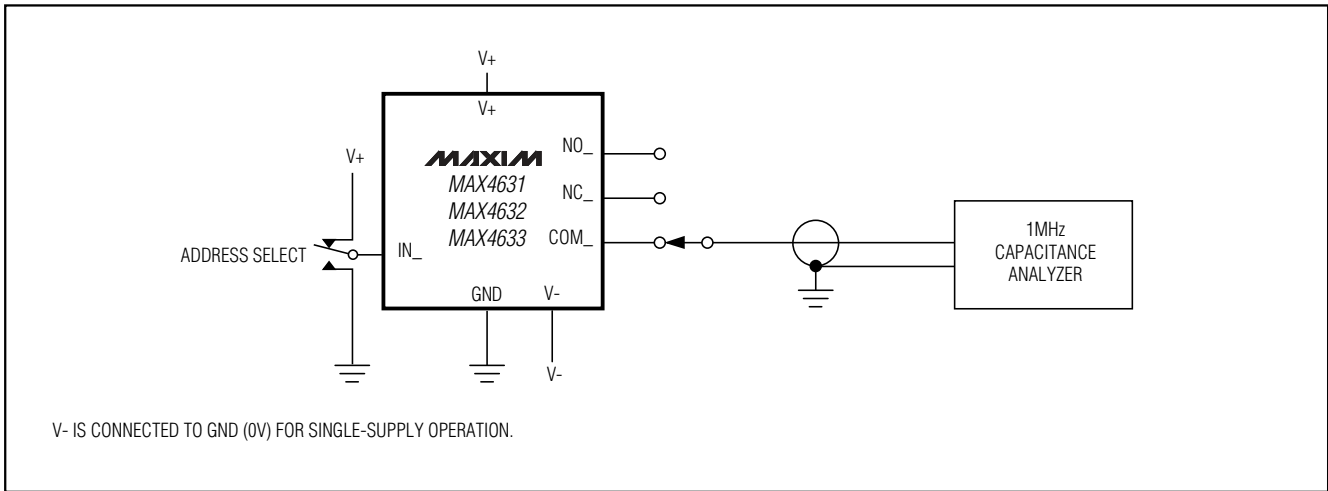 V+
V+
V+
ADDRESS SELECT
IN_
MAXIM
MAX4631
MAX4632
MAX4633
NO_
NC_
COM_
GND
V-
V-
1MHz
CAPACITANCE
ANALYZER
V- IS CONNECTED TO GND (0V) FOR SINGLE-SUPPLY OPERATION.